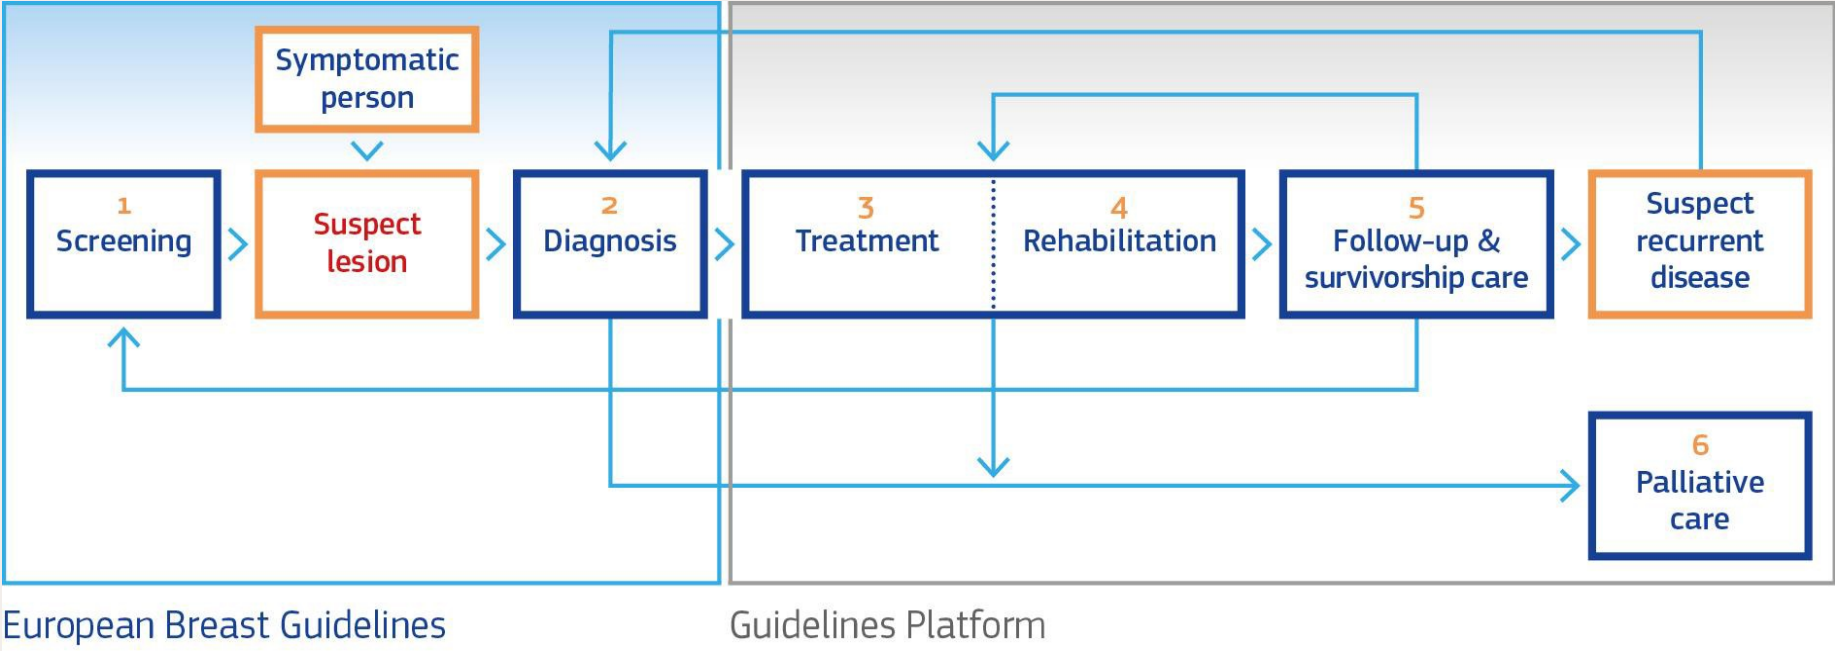 Symptomatic
person
1
Screening
Suspect
lesion
2
Diagnosis
3
Treatment
4
Rehabilitation
5
Follow-up &
survivorship care
Suspect
recurrent
disease
6
Palliative
care
European Breast Guidelines
Guidelines Platform